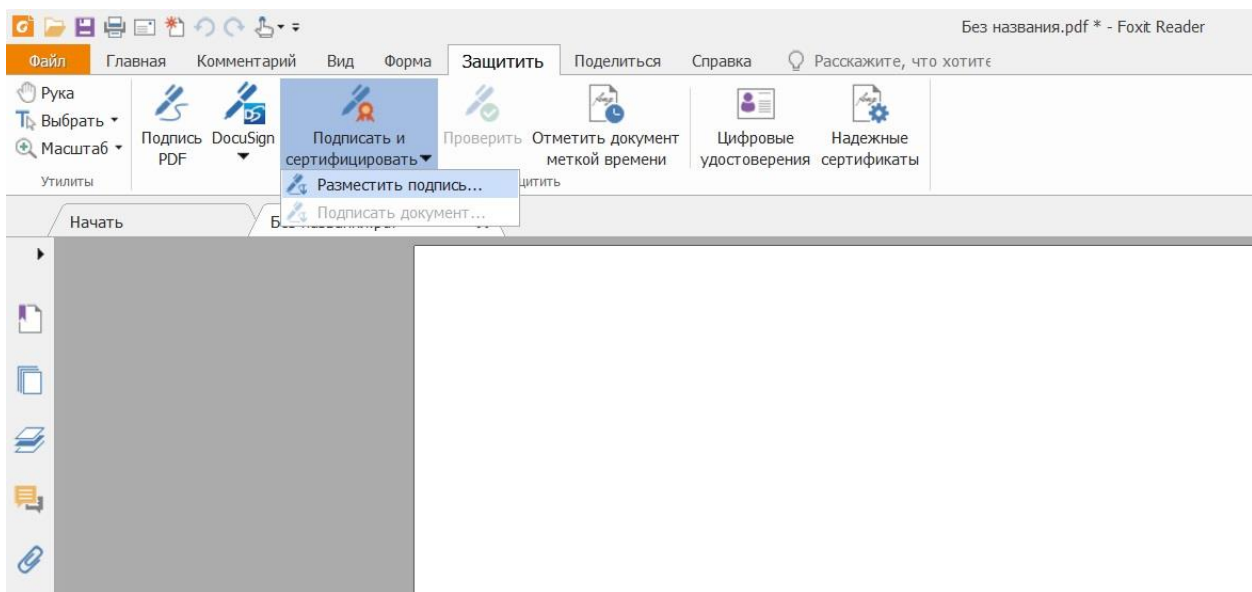 Без названия.pdf * - Foxit Reader
Файл Главная Комментарий Вид Форма Защитить Поделиться Справка Расскажите, что хотите
Рука
Выбрать
Масштаб
Утилиты
Подпись PDF
DocuSign
Подписать и сертифицировать
Проверить
Отметить документ меткой времени
Цифровые удостоверения
Надежные сертификаты
Разместить подпись...
Подписать документ...
Начать